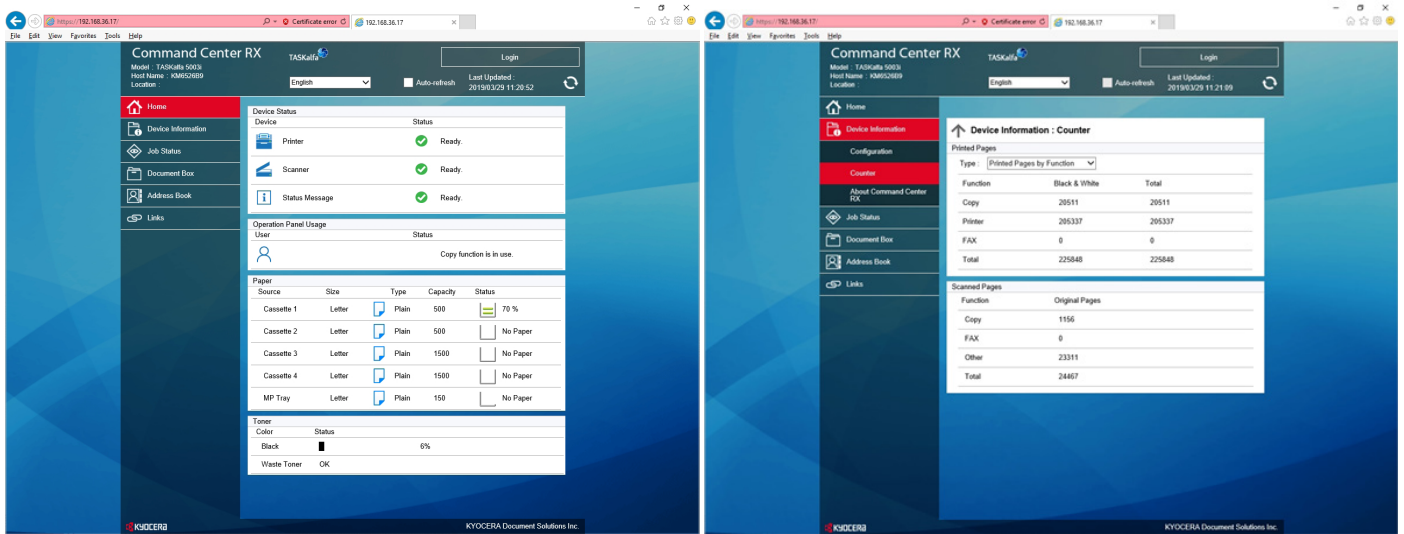 https://192.168.36.17/
Certificate error
192.168.36.17
File Edit View Favorites Tools Help
Command Center RX
TASKalfa
Model : TASKalfa 5003i
Host Name : KM6526B9
Location :
English
Auto-refresh
Login
Last Updated :
2019/03/29 11:20:52
Home
Device Information
Job Status
Document Box
Address Book
Links
Device Status
Device Status
Printer Ready.
Scanner Ready.
Status Message Ready.
Operation Panel Usage
User Status
Copy function is in use.
Paper
Source Size Type Capacity Status
Cassette 1 Letter Plain 500 70 %
Cassette 2 Letter Plain 500 No Paper
Cassette 3 Letter Plain 1500 No Paper
Cassette 4 Letter Plain 1500 No Paper
MP Tray Letter Plain 150 No Paper
Toner
Color Status
Black 6%
Waste Toner OK
KYOCERA
KYOCERA Document Solutions Inc.
https://192.168.36.17/
Certificate error
192.168.36.17
File Edit View Favorites Tools Help
Command Center RX
TASKalfa
Model : TASKalfa 5003i
Host Name : KM6526B9
Location :
English
Auto-refresh
Login
Last Updated :
2019/03/29 11:21:09
Home
Device Information
Configuration
Counter
About Command Center
RX
Job Status
Document Box
Address Book
Links
Device Information : Counter
Printed Pages
Type : Printed Pages by Function
Function Black & White Total
Copy 20511 20511
Printer 205337 205337
FAX 0 0
Total 225848 225848
Scanned Pages
Function Original Pages
Copy 1156
FAX 0
Other 23311
Total 24467
KYOCERA
KYOCERA Document Solutions Inc.